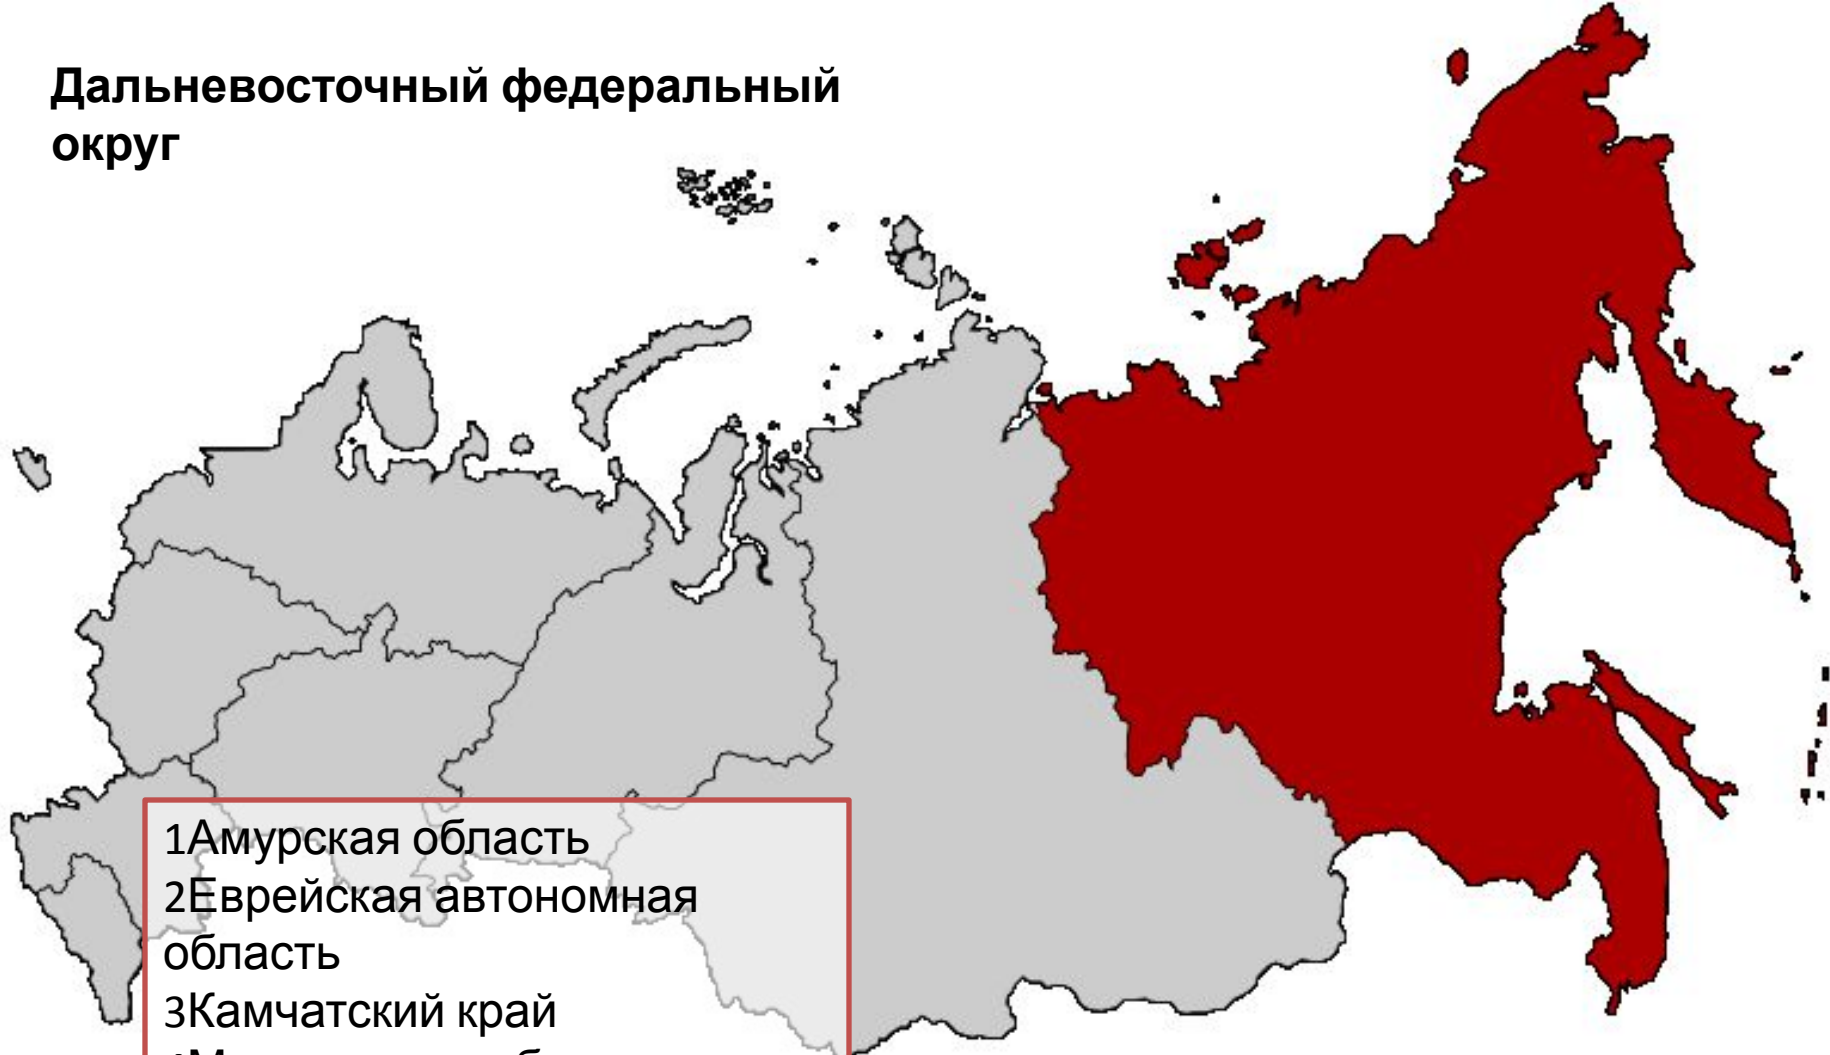 Дальневосточный федеральный
округ
1Амурская область
2Еврейская автономная
область
3Камчатский край